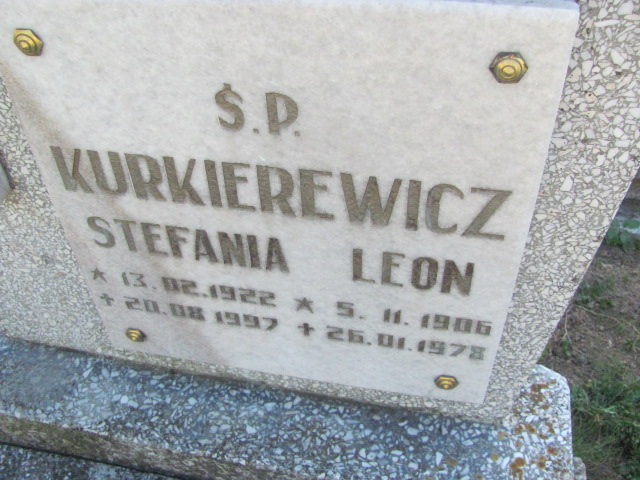 Ś.P.
KURKIEREWICZ
STEFANIA LEON
* 13.02.1922 * 5.11.1906
+ 20.08.1997 + 26.01.1978